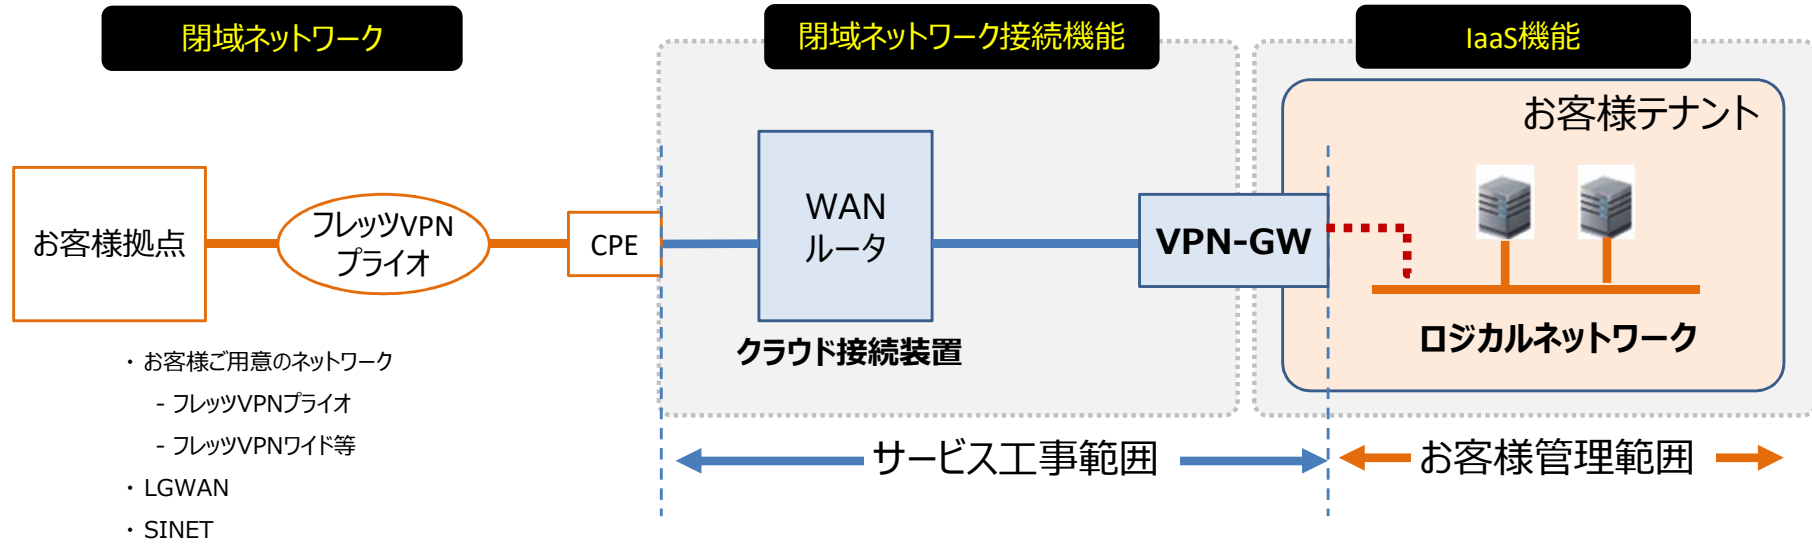 閉域ネットワーク
閉域ネットワーク接続機能
IaaS機能
お客様テナント
お客様拠点
フレッツVPN
プライオ
CPE
WAN
ルータ
VPN-GW
クラウド接続装置
ロジカルネットワーク
・ お客様ご用意のネットワーク
- フレッツVPNプライオ
- フレッツVPNワイド等
・ LGWAN
・ SINET
サービス工事範囲
お客様管理範囲